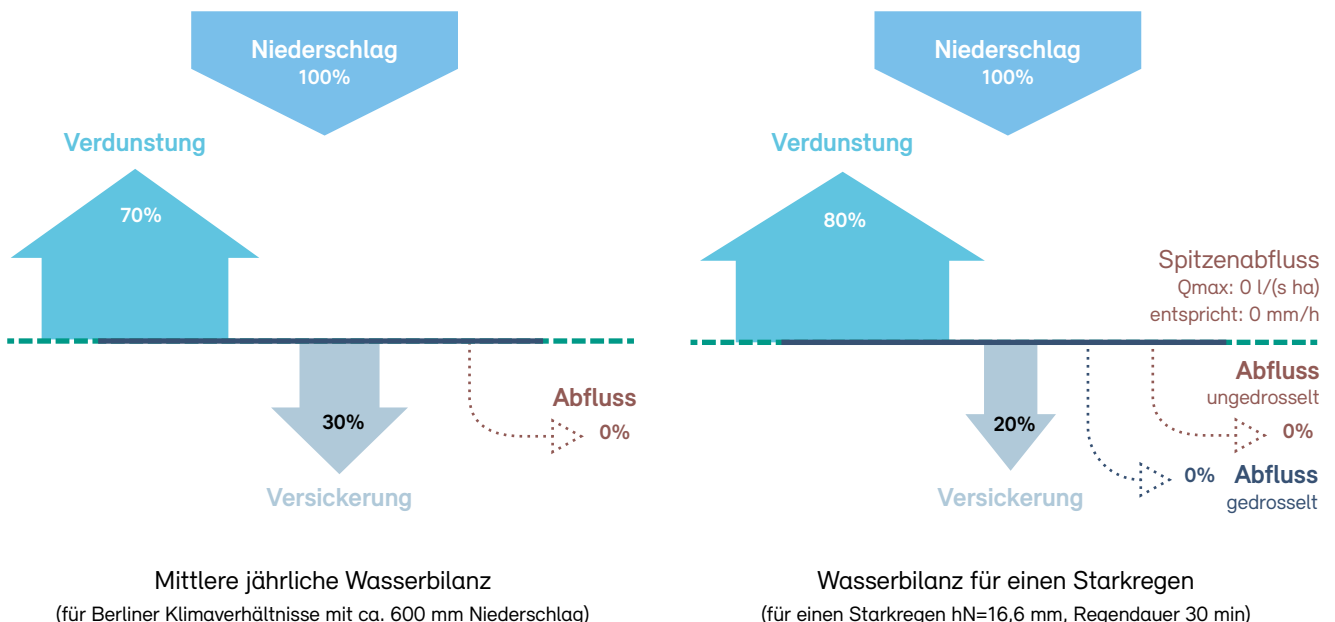 Niederschlag
100%
Verdunstung
70%
30%
Abfluss
0%
Versickerung
Mittlere jährliche Wasserbilanz
(für Berliner Klimaverhältnisse mit ca. 600 mm Niederschlag)
Niederschlag
100%
Verdunstung
80%
Spitzenabfluss
Qmax: 0 l/(s ha)
entspricht: 0 mm/h
Abfluss
ungedrosselt
0%
20%
0% Abfluss
gedrosselt
Versickerung
Wasserbilanz für einen Starkregen
(für einen Starkregen hN=16,6 mm, Regendauer 30 min)